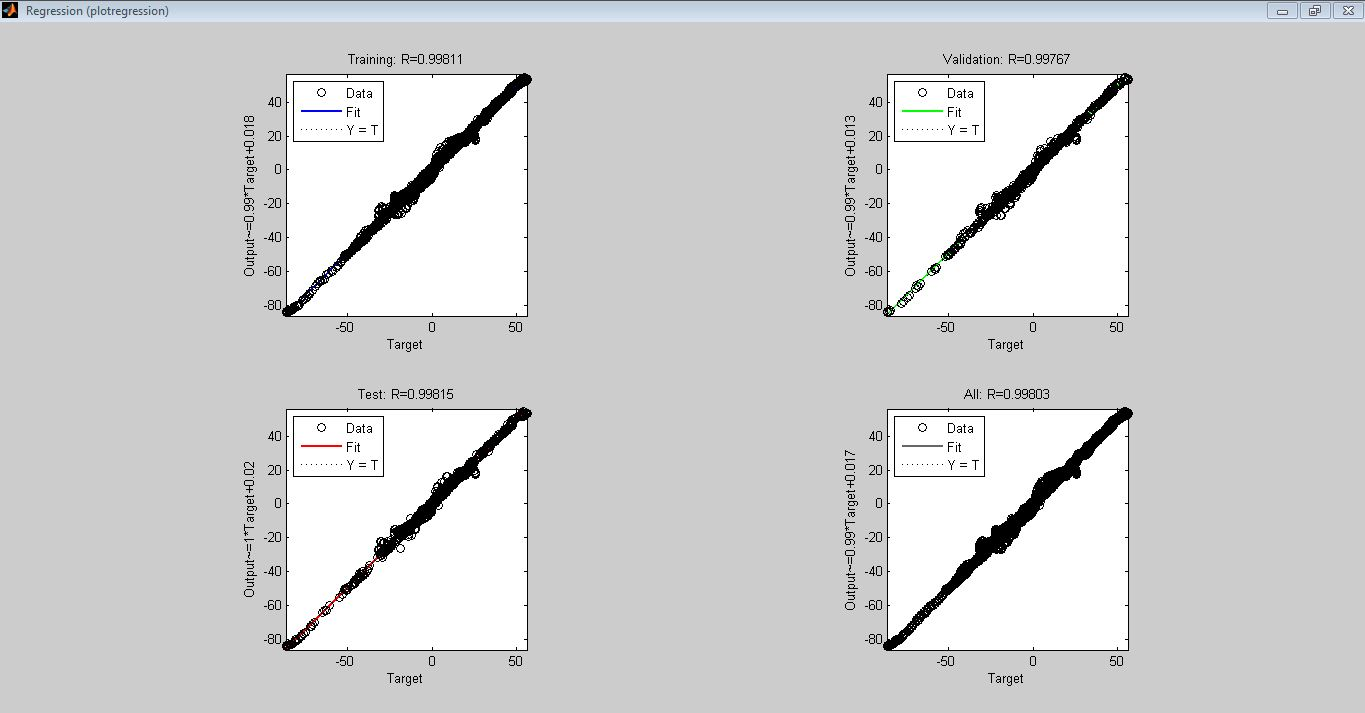 Regression (plotregression)
Training: R=0.99811
Data
Fit
Y = T
Output~=0.99*Target+0.018
40
20
0
-20
-40
-60
-80
-50 0 50
Target
Validation: R=0.99767
Data
Fit
Y = T
Output~=0.99*Target+0.013
40
20
0
-20
-40
-60
-80
-50 0 50
Target
Test: R=0.99815
Data
Fit
Y = T
Output~=1*Target+0.02
40
20
0
-20
-40
-60
-80
-50 0 50
Target
All: R=0.99803
Data
Fit
Y = T
Output~=0.99*Target+0.017
40
20
0
-20
-40
-60
-80
-50 0 50
Target